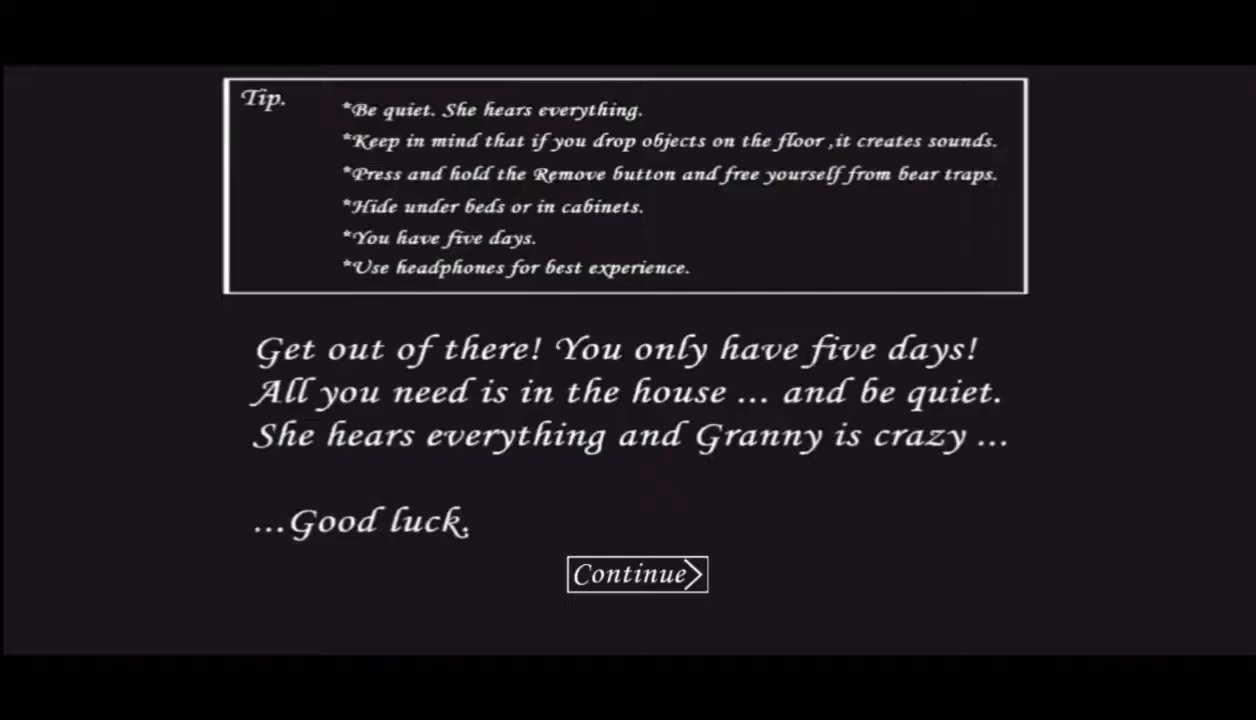 Tip.
*Be quiet. She hears everything.
*Keep in mind that if you drop objects on the floor ,it creates sounds.
*Press and hold the Remove button and free yourself from bear traps.
*Hide under beds or in cabinets.
*You have five days.
*Use headphones for best experience.
Get out of there! You only have five days!
All you need is in the house ... and be quiet.
She hears everything and Granny is crazy ...
...Good luck.
Continue>